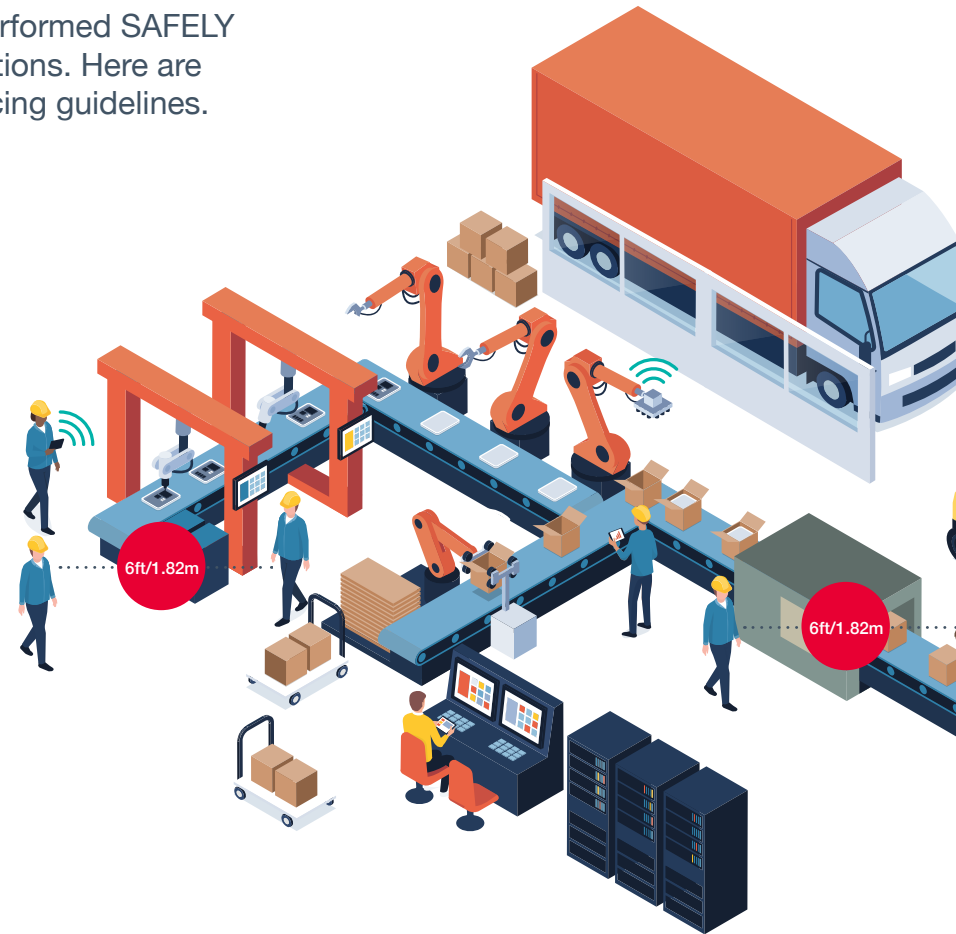 rformed SAFELY
tions. Here are
cing guidelines.
6ft/1.82m
6ft/1.82m